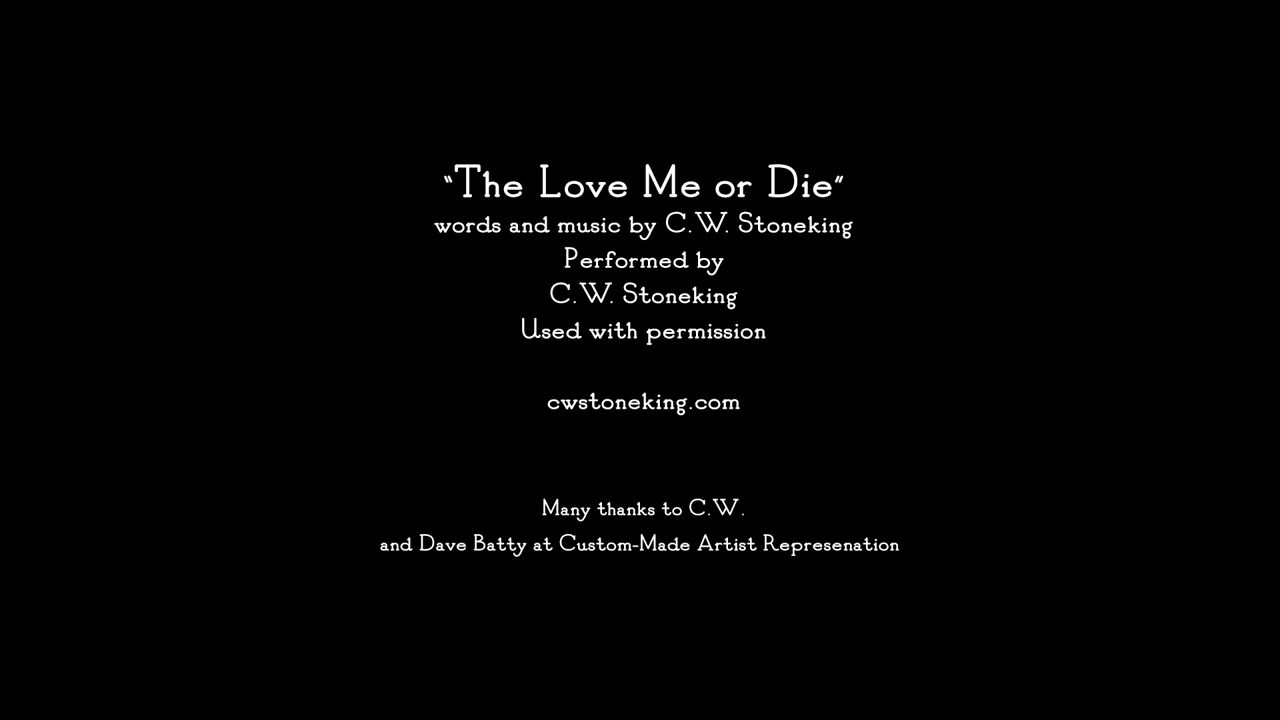 “The Love Me or Die”
words and music by C.W. Stoneking
Performed by
C.W. Stoneking
Used with permission
cwstoneking.com
Many thanks to C.W.
and Dave Batty at Custom-Made Artist Represenation